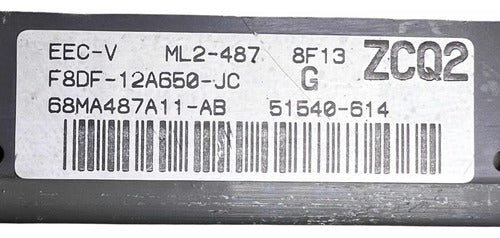 EEC-V ML2-487 8F13 ZCQ2
F8DF-12A650-JC G
68MA487A11-AB 51540-614